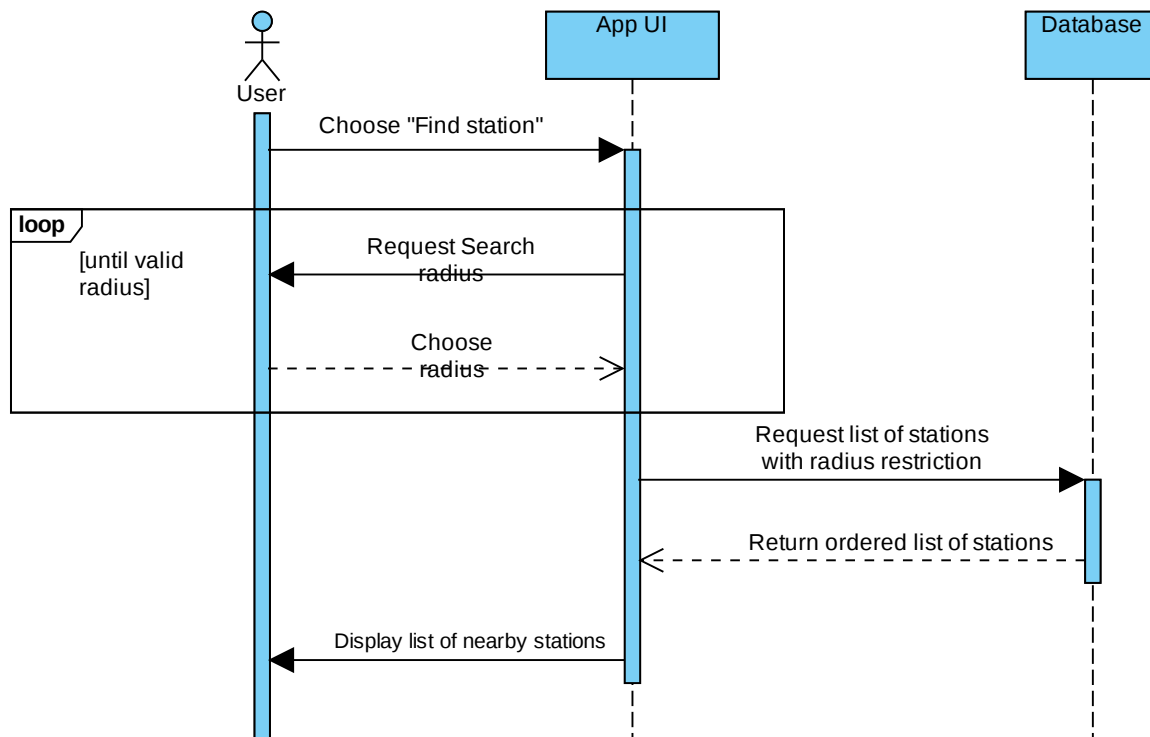 App UI
Database
User
Choose "Find station"
loop
[until valid
radius]
Request Search
radius
Choose
radius
Request list of stations
with radius restriction
Return ordered list of stations
Display list of nearby stations